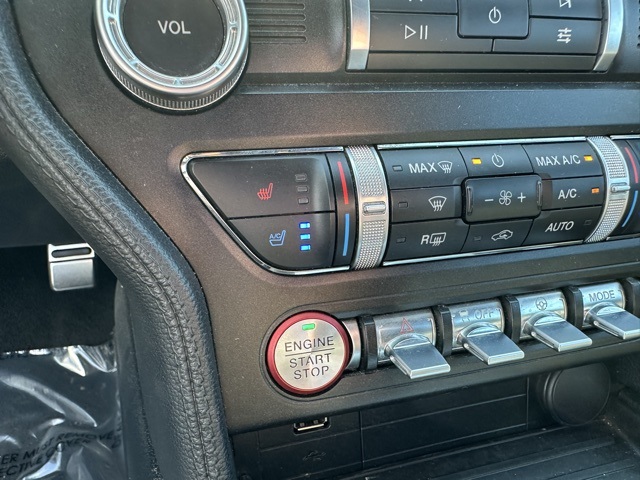 VOL
MAX
MAX A/C
A/C
A/C
R
AUTO
ENGINE
START
STOP
OFF
MODE